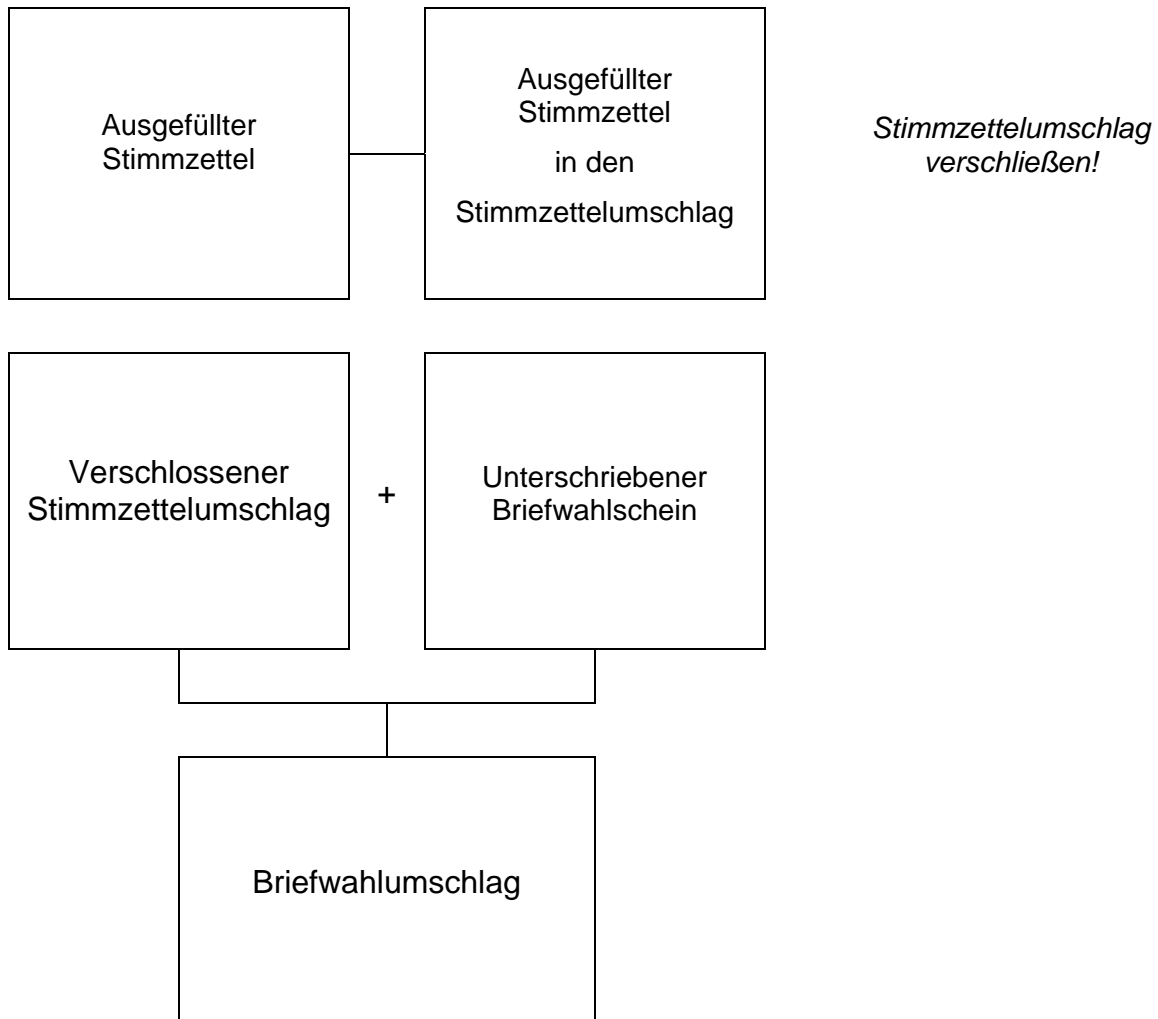 Ausgefüllter
Stimmzettel
Ausgefüllter
Stimmzettel
in den
Stimmzettelumschlag
Stimmzettelumschlag
verschließen!
Verschlossener
Stimmzettelumschlag
+
Unterschriebener
Briefwahlschein
Briefwahlumschlag